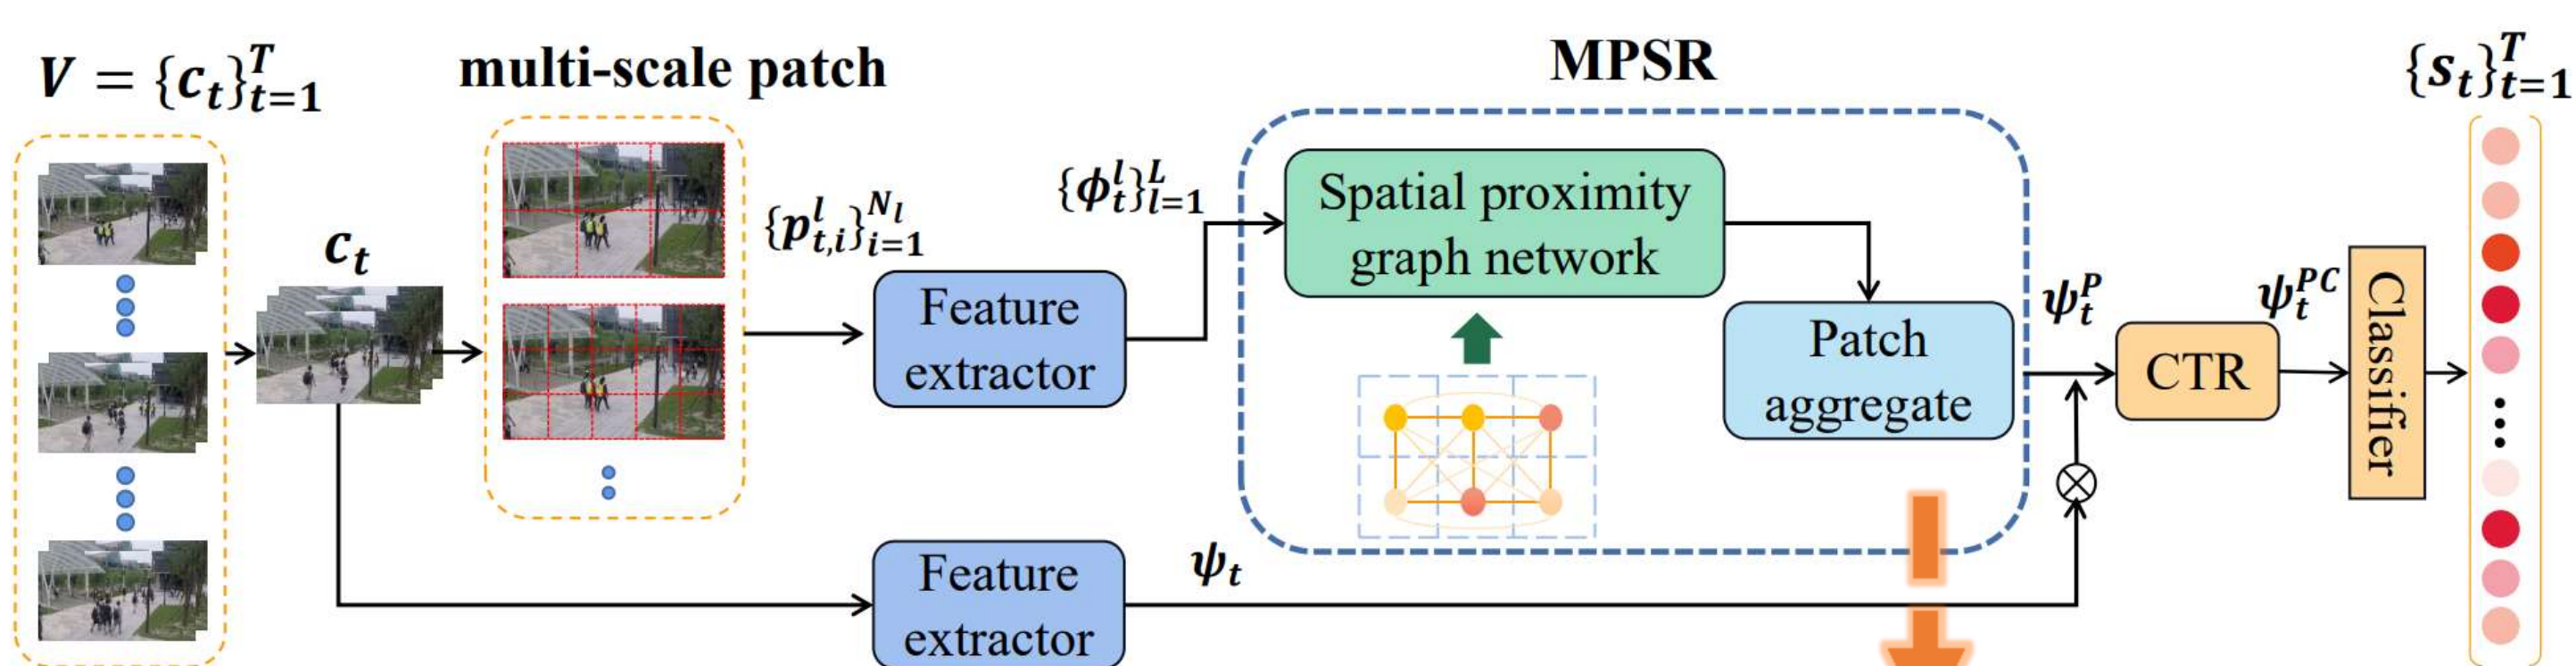 V = {c_t}_{t=1}^T
multi-scale patch
MPSR
{s_t}_{t=1}^T
c_t
{p_{t,i}^l}_{i=1}^{N_l}
{ϕ_t^l}_{l=1}^L
Feature
extractor
Spatial proximity
graph network
Patch
aggregate
ψ_t^P
CTR
ψ_t^{PC}
Classifier
Feature
extractor
ψ_t